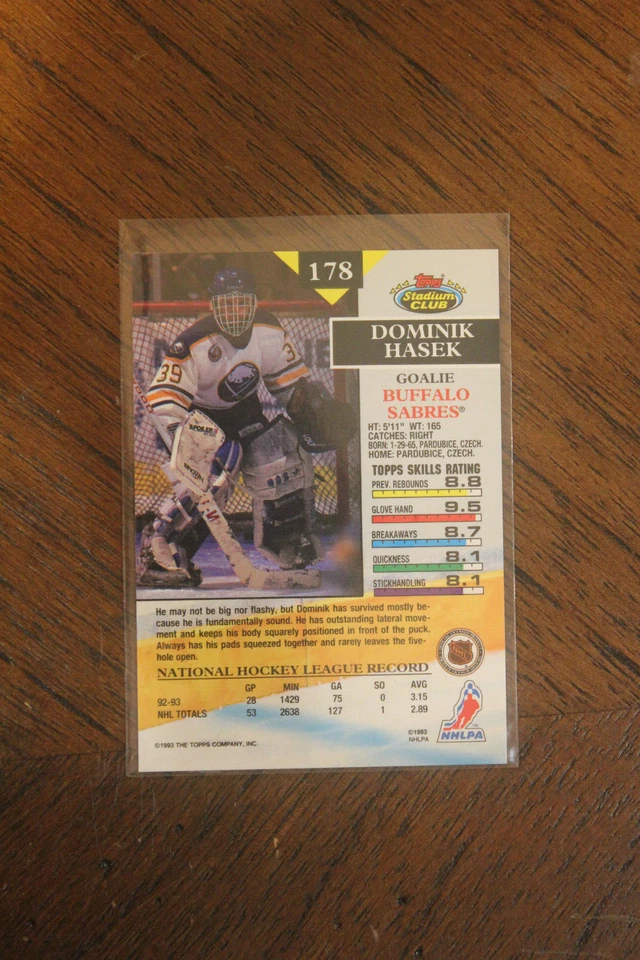 178
Topps
Stadium
CLUB
DOMINIK
HASEK
GOALIE
BUFFALO
SABRES®
HT: 5'11" WT: 165
CATCHES: RIGHT
BORN: 1-29-65, PARDUBICE, CZECH.
HOME: PARDUBICE, CZECH.
TOPPS SKILLS RATING
PREV. REBOUNDS 8.8
GLOVE HAND 9.5
BREAKAWAYS 8.7
QUICKNESS 8.1
STICKHANDLING 8.1
39
3
He may not be big nor flashy, but Dominik has survived mostly be-
cause he is fundamentally sound. He has outstanding lateral move-
ment and keeps his body squarely positioned in front of the puck.
Always has his pads squeezed together and rarely leaves the five-
hole open.
NATIONAL HOCKEY LEAGUE RECORD
GP MIN GA SO AVG
92-93 28 1429 75 0 3.15
NHL TOTALS 53 2638 127 1 2.89
NHL
NHLPA
™
©1993 THE TOPPS COMPANY, INC.
©1993
NHLPA